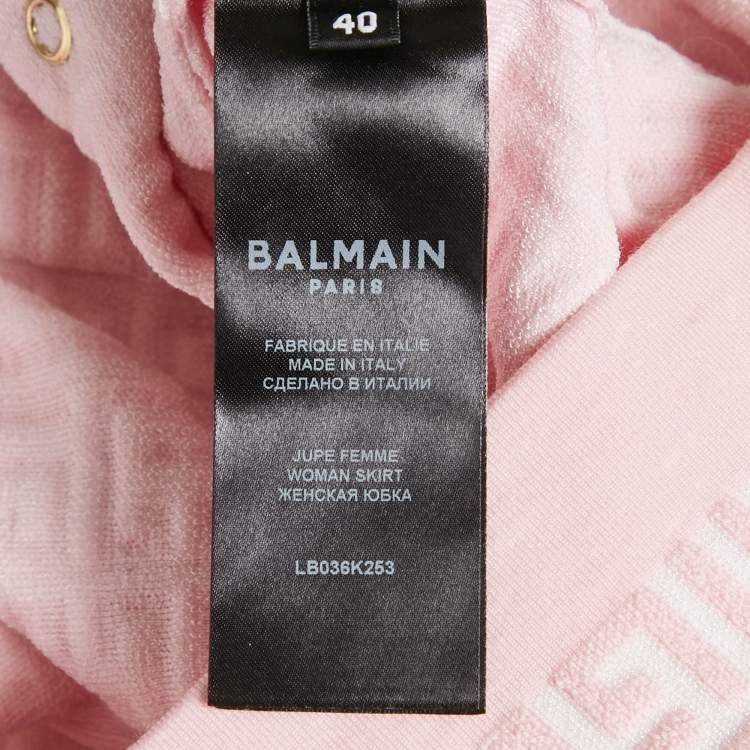 40
BALMAIN
PARIS
FABRIQUE EN ITALIE
MADE IN ITALY
СДЕЛАНО В ИТАЛИИ
JUPE FEMME
WOMAN SKIRT
ЖЕНСКАЯ ЮБКА
LB036K253